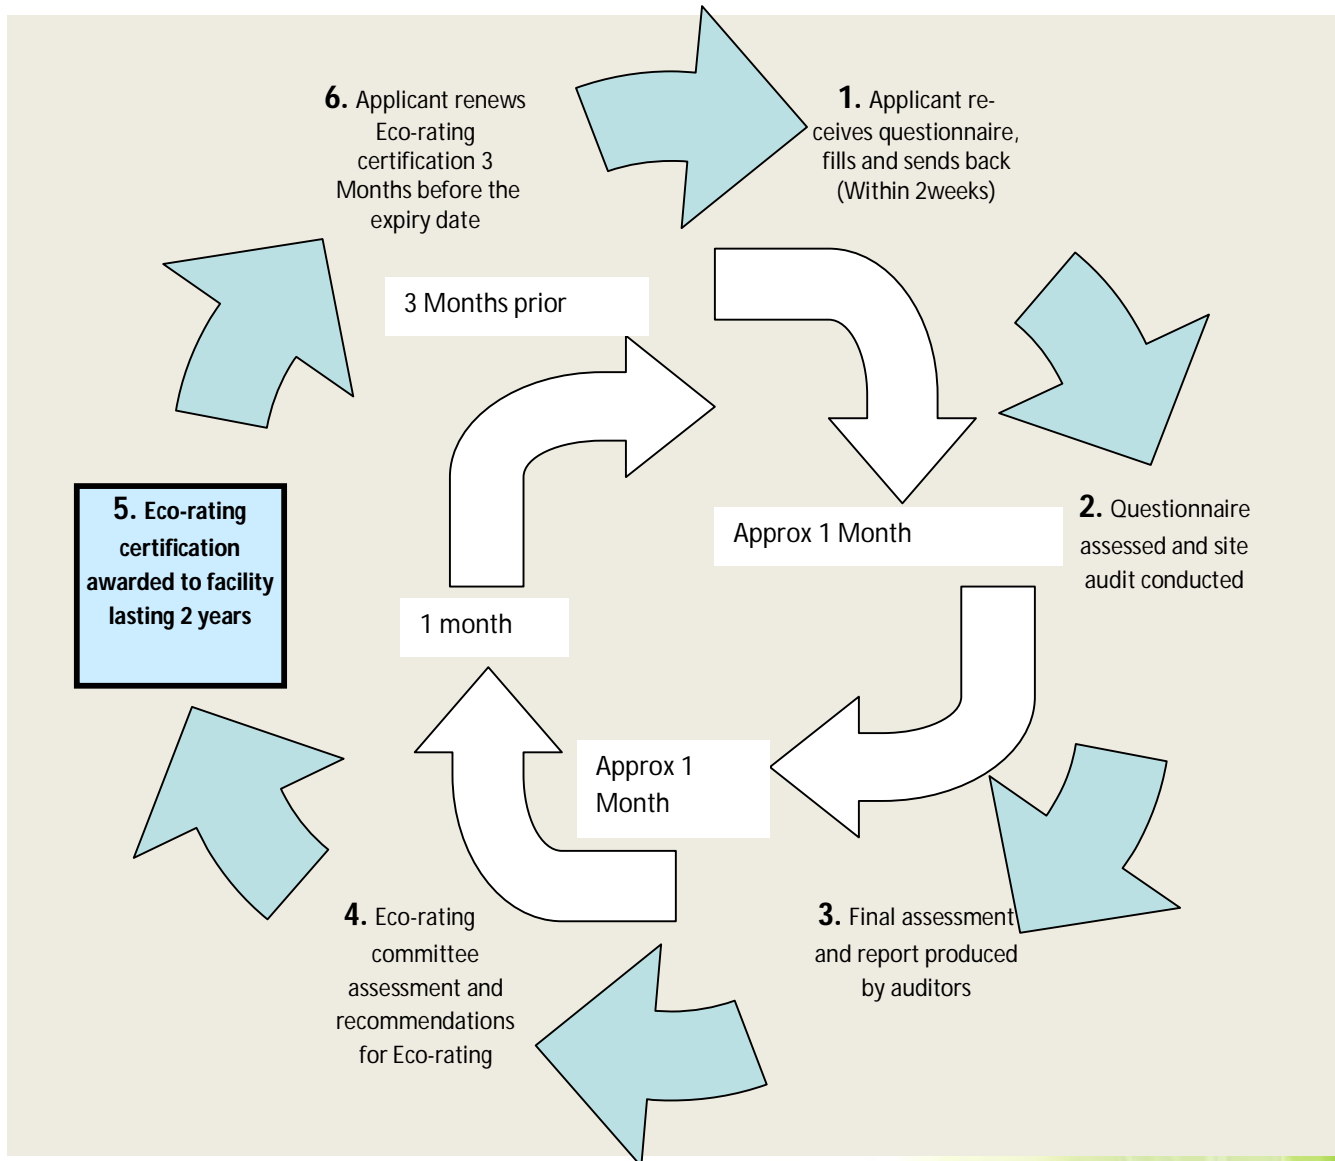 6. Applicant renews
Eco-rating
certification 3
Months before the
expiry date
1. Applicant re-
ceives questionnaire,
fills and sends back
(Within 2weeks)
3 Months prior
Approx 1 Month
2. Questionnaire
assessed and site
audit conducted
5. Eco-rating
certification
awarded to facility
lasting 2 years
1 month
Approx 1
Month
4. Eco-rating
committee
assessment and
recommendations
for Eco-rating
3. Final assessment
and report produced
by auditors